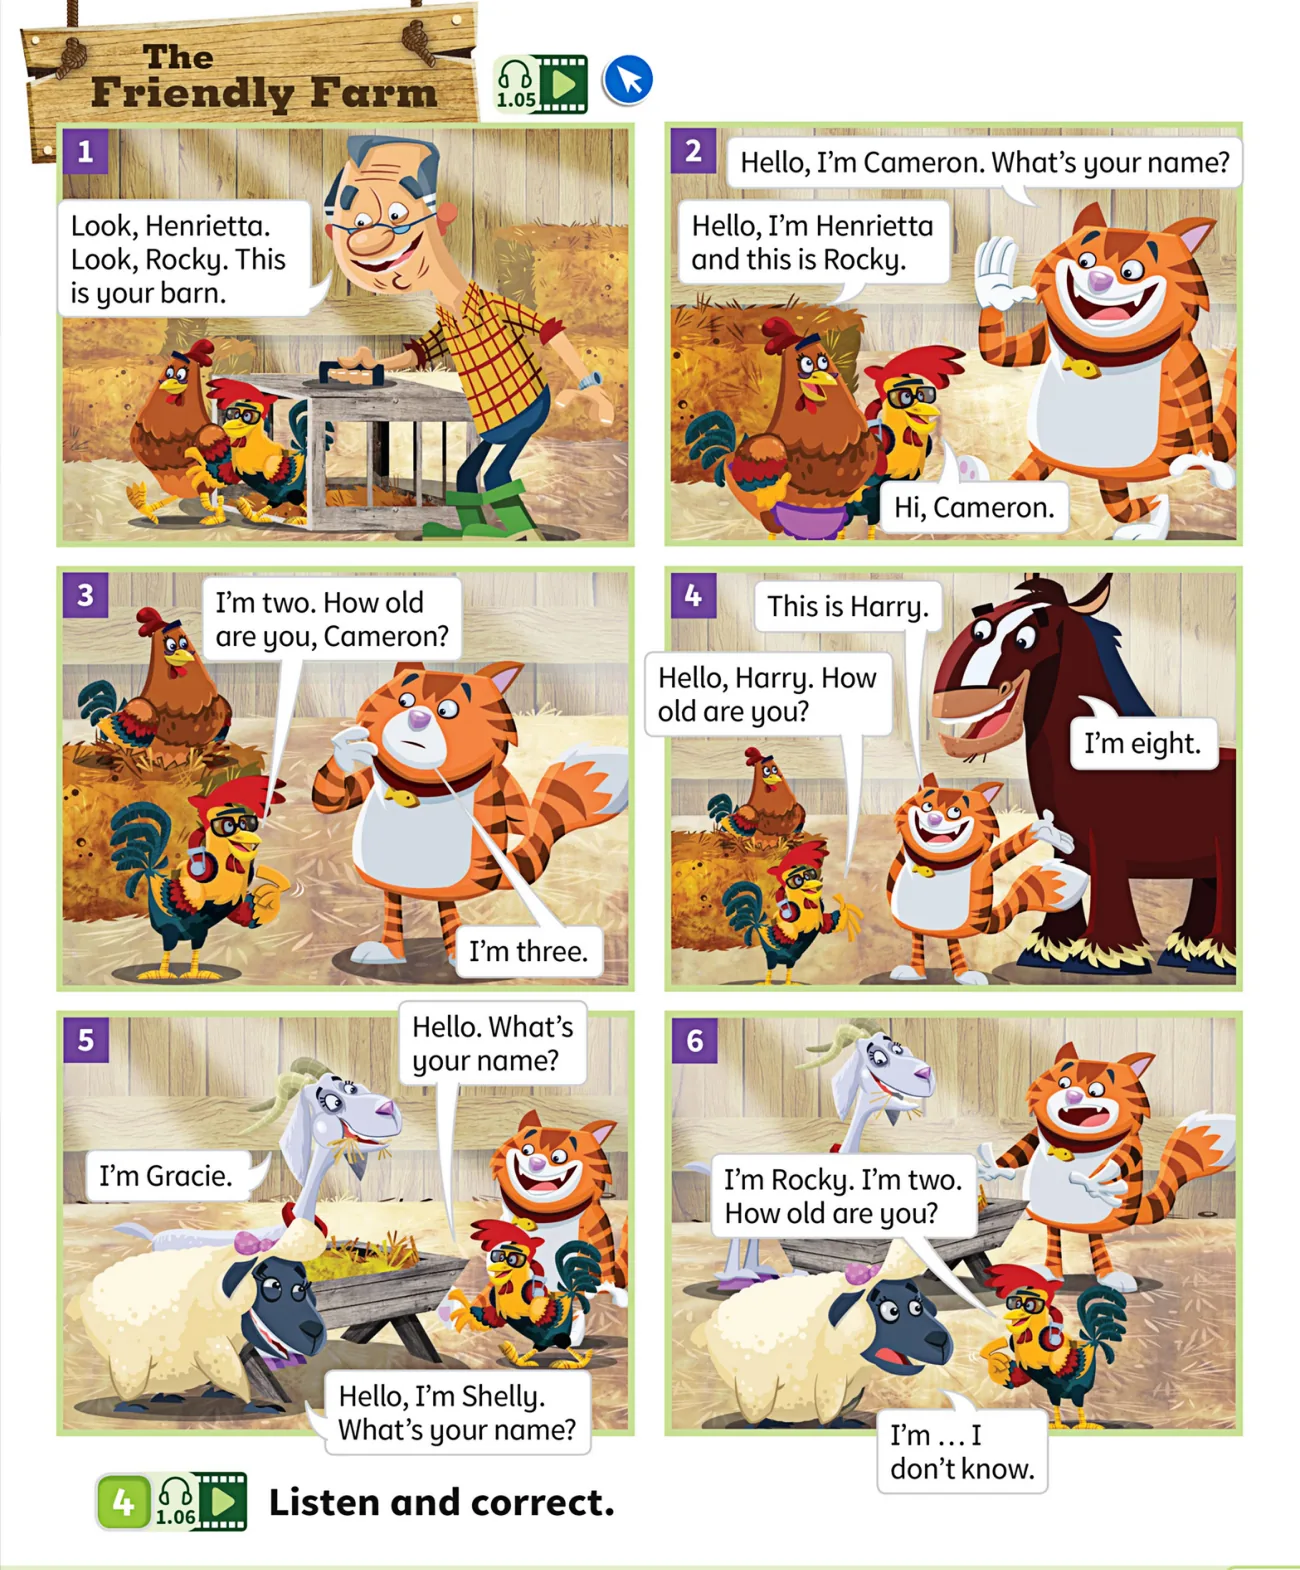 The
Friendly Farm
1.05
1
Look, Henrietta.
Look, Rocky. This
is your barn.
2
Hello, I'm Cameron. What's your name?
Hello, I'm Henrietta
and this is Rocky.
Hi, Cameron.
3
I'm two. How old
are you, Cameron?
I'm three.
4
This is Harry.
Hello, Harry. How
old are you?
I'm eight.
5
Hello. What's
your name?
I'm Gracie.
Hello, I'm Shelly.
What's your name?
6
I'm Rocky. I'm two.
How old are you?
I'm ... I
don't know.
4
1.06
Listen and correct.